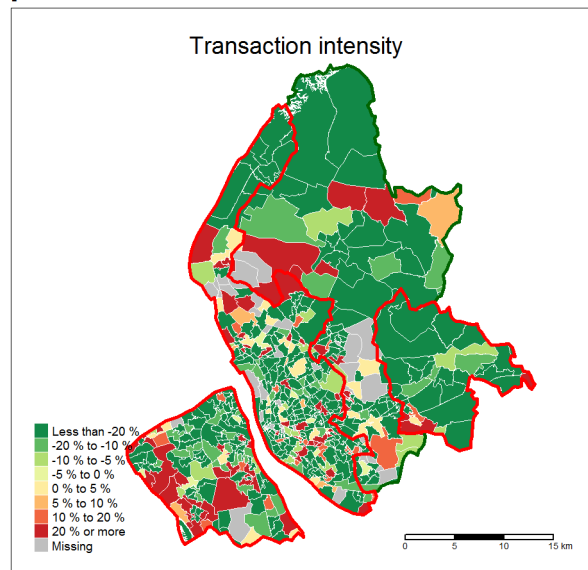 Transaction intensity
Less than -20 %
-20 % to -10 %
-10 % to -5 %
-5 % to 0 %
0 % to 5 %
5 % to 10 %
10 % to 20 %
20 % or more
Missing
0 5 10 15 km